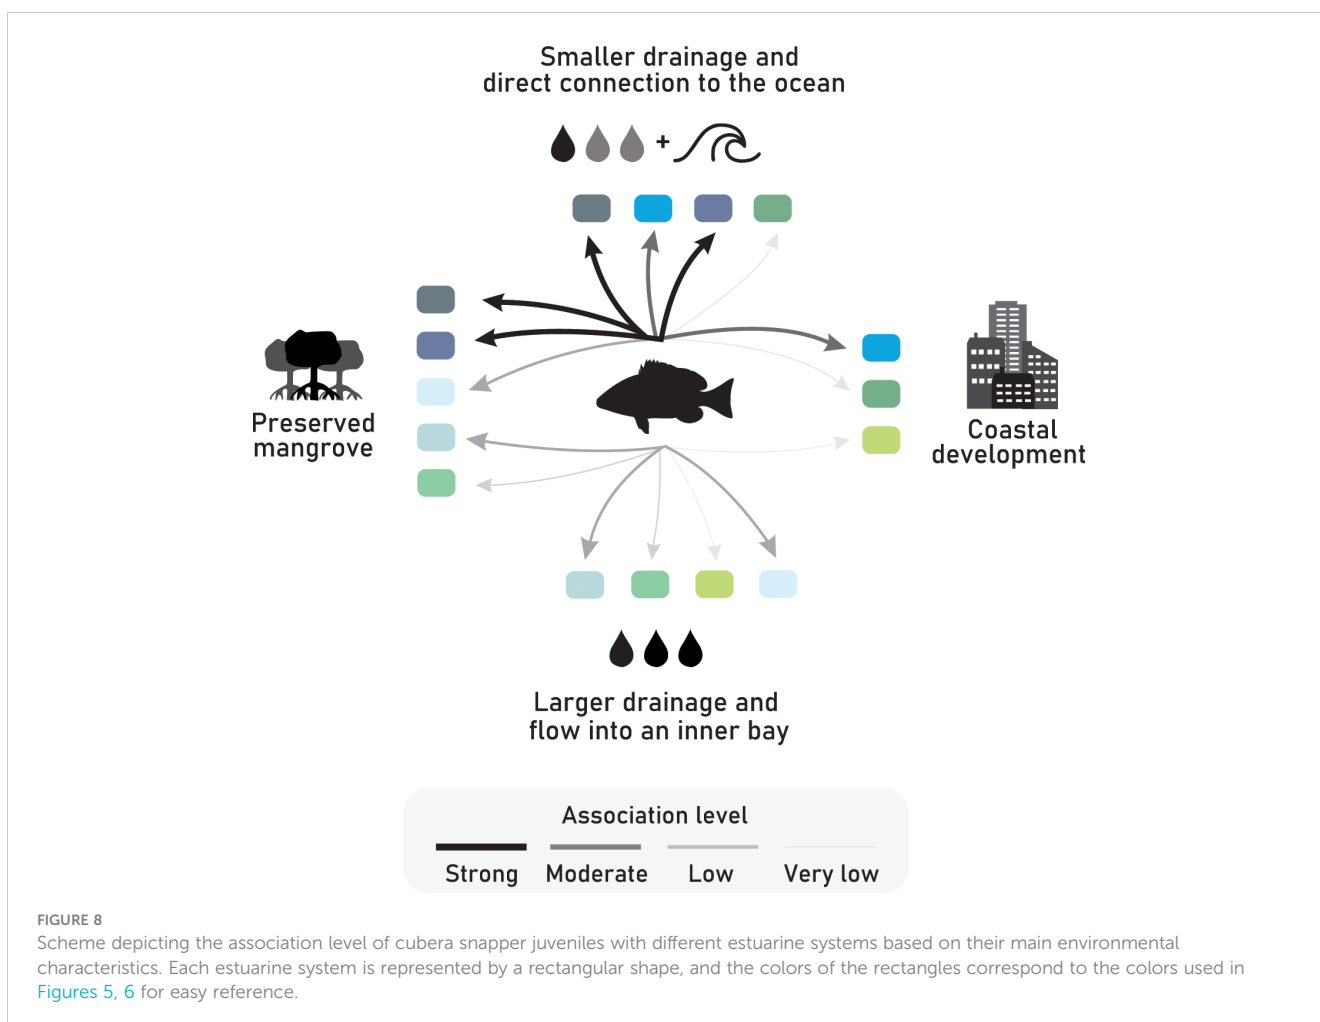 Smaller drainage and
direct connection to the ocean
+
Preserved
mangrove
Coastal
development
Larger drainage and
flow into an inner bay
Association level
Strong Moderate Low Very low
FIGURE 8
Scheme depicting the association level of cubera snapper juveniles with different estuarine systems based on their main environmental
characteristics. Each estuarine system is represented by a rectangular shape, and the colors of the rectangles correspond to the colors used in
Figures 5, 6 for easy reference.